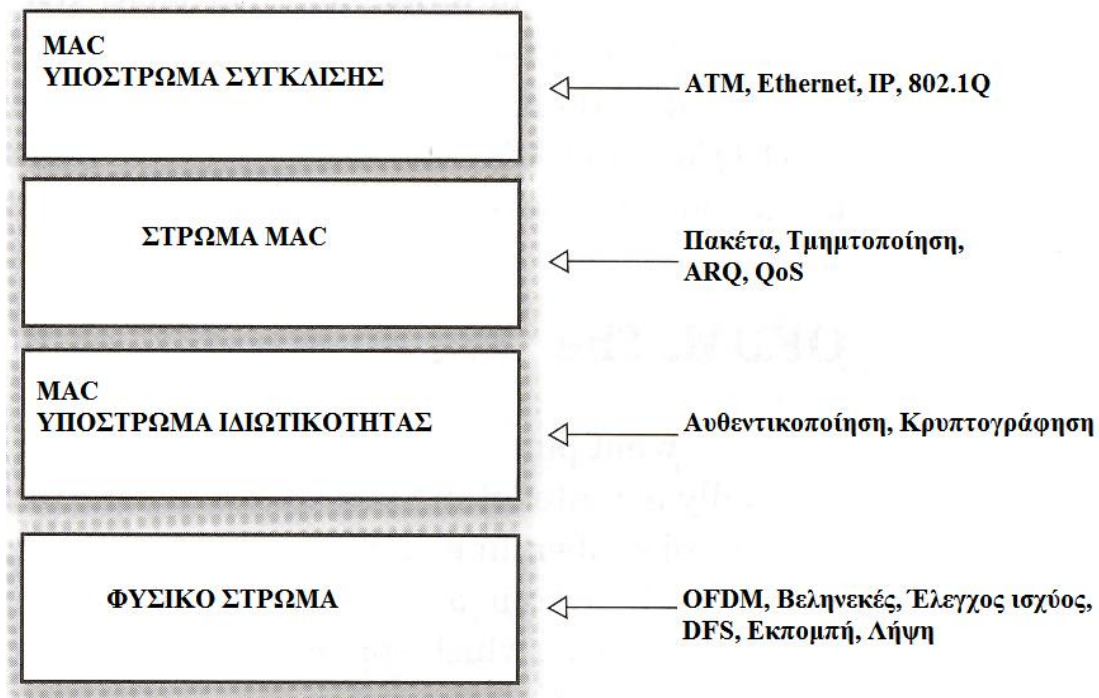 MAC
ΥΠΟΣΤΡΩΜΑ ΣΥΓΚΛΙΣΗΣ
ATM, Ethernet, IP, 802.1Q
ΣΤΡΩΜΑ MAC
Πακέτα, Τμημτοποίηση,
ARQ, QoS
MAC
ΥΠΟΣΤΡΩΜΑ ΙΔΙΩΤΙΚΟΤΗΤΑΣ
Αυθεντικοποίηση, Κρυπτογράφηση
ΦΥΣΙΚΟ ΣΤΡΩΜΑ
OFDM, Βεληνεκές, Έλεγχος ισχύος,
DFS, Εκπομπή, Λήψη